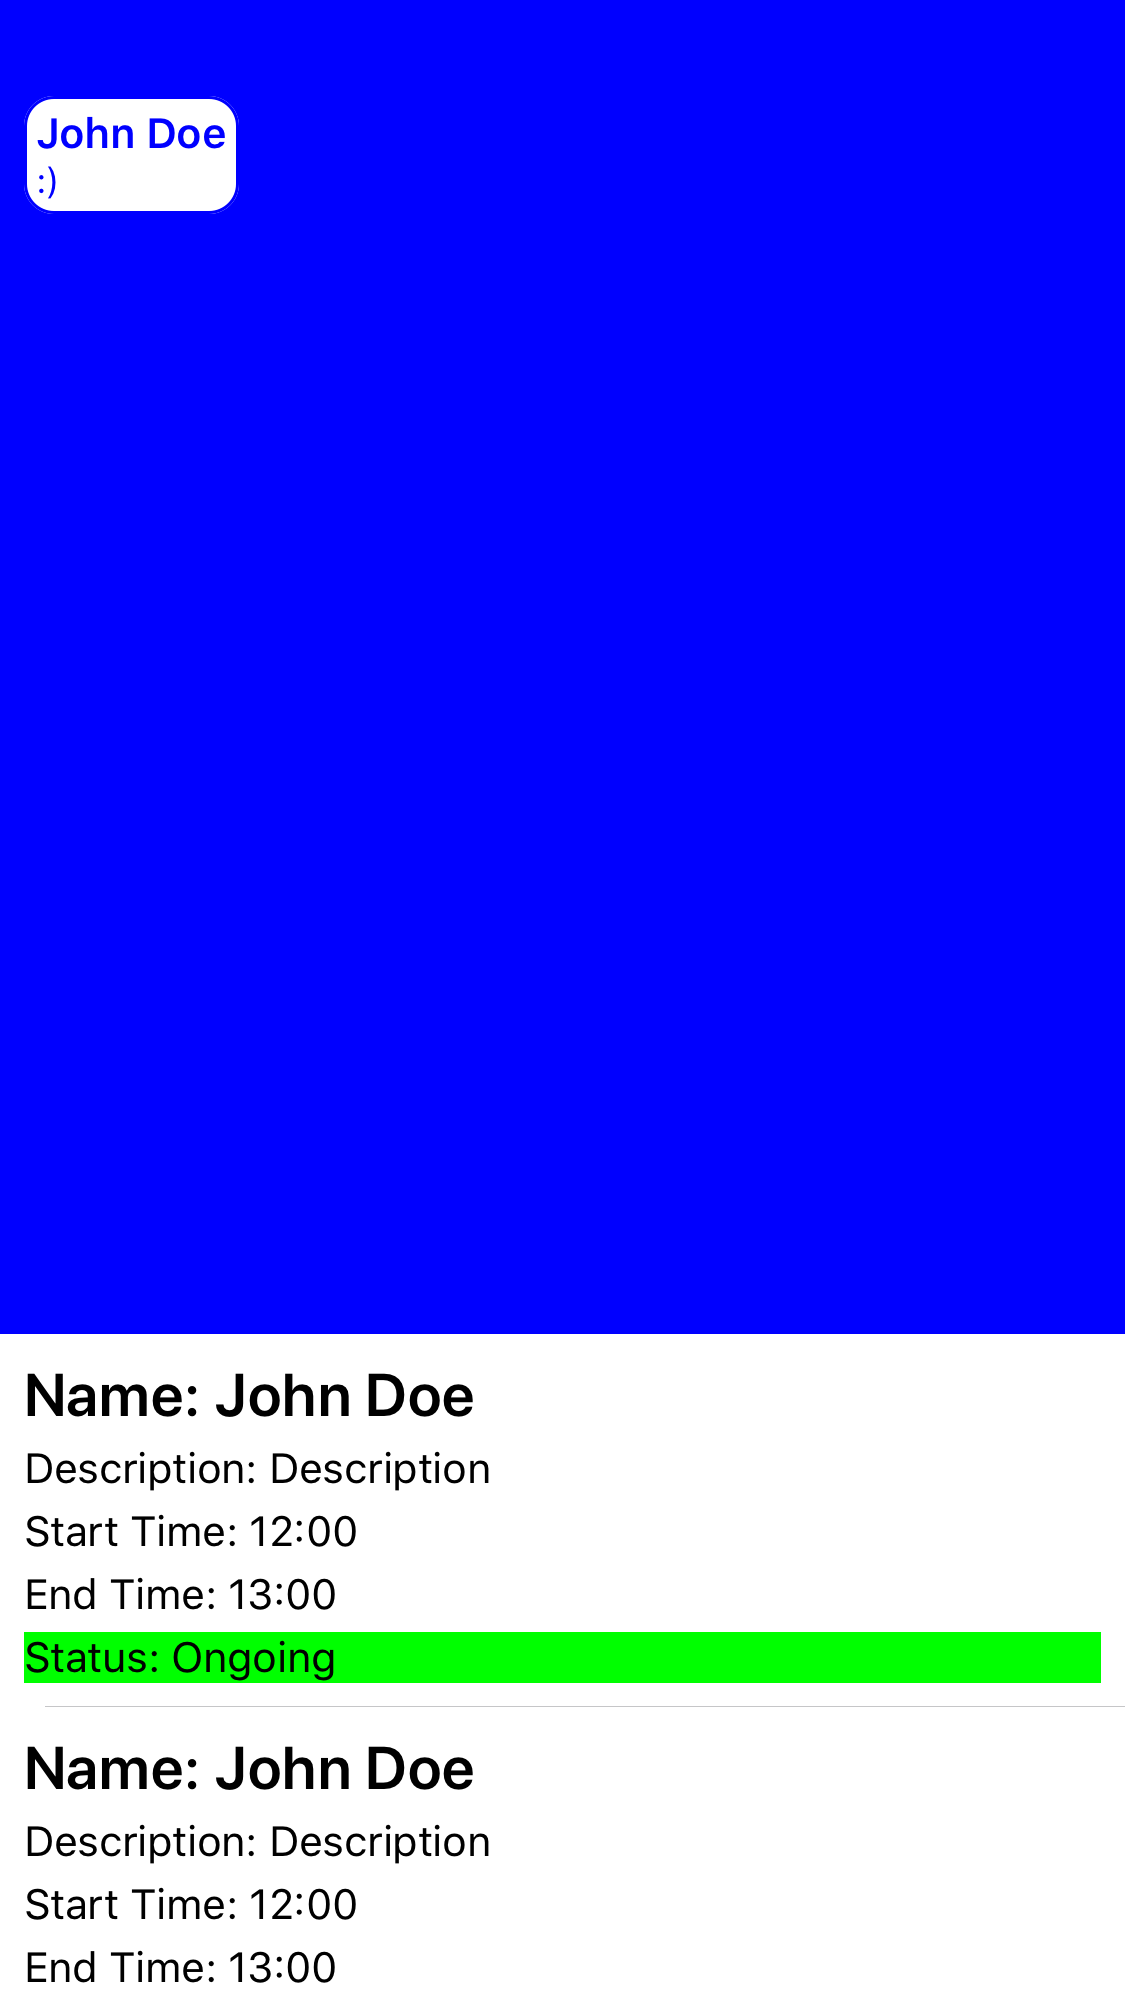 John Doe
:)
Name: John Doe
Description: Description
Start Time: 12:00
End Time: 13:00
Status: Ongoing
Name: John Doe
Description: Description
Start Time: 12:00
End Time: 13:00